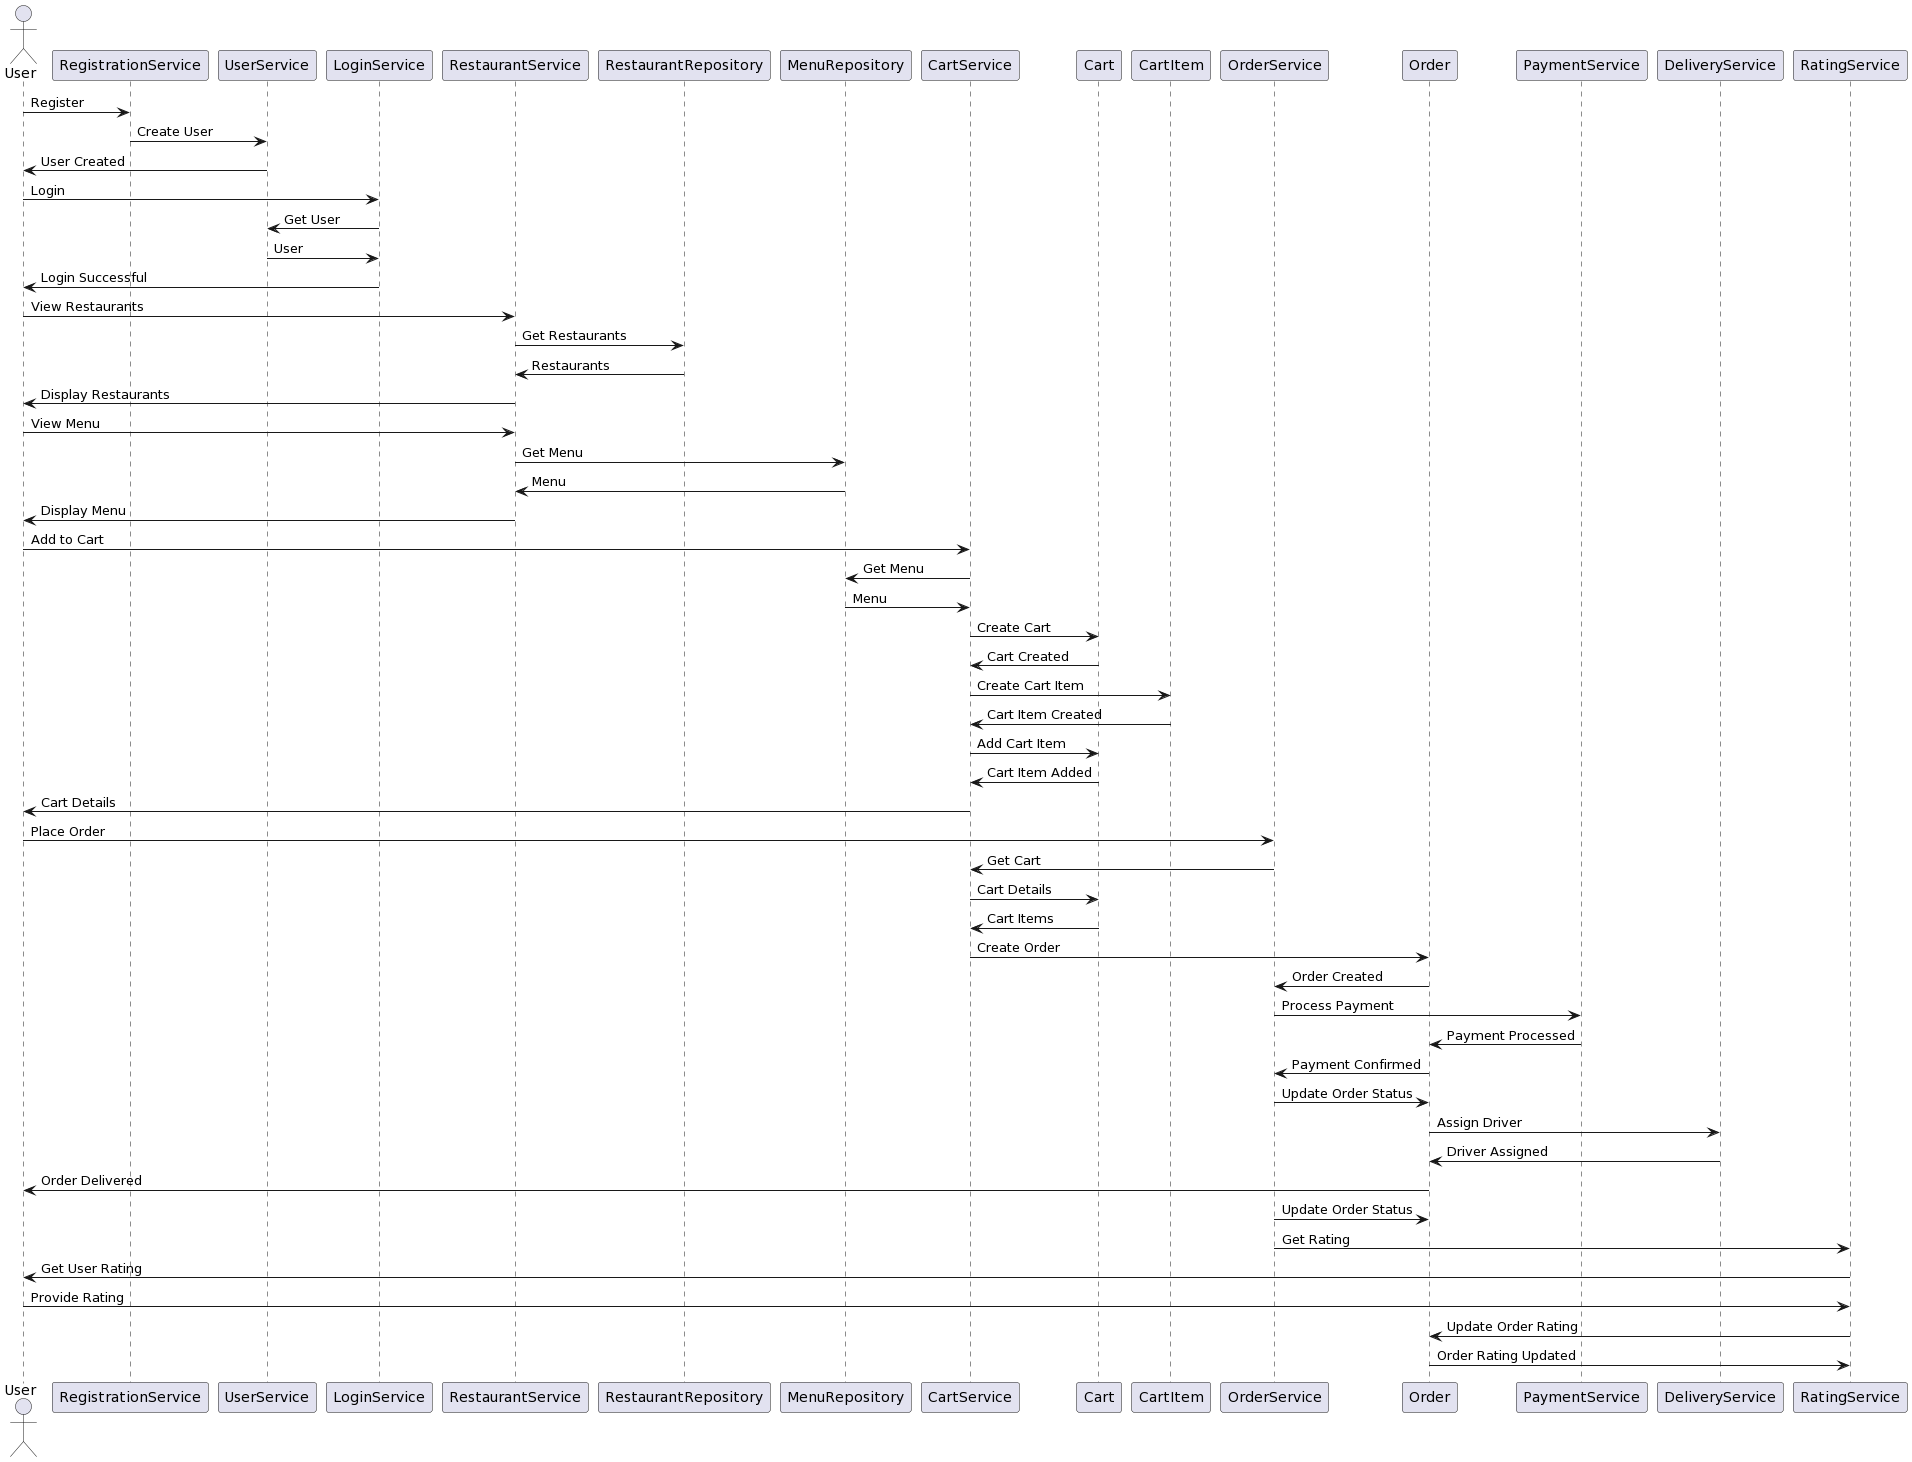 User
RegistrationService
UserService
LoginService
RestaurantService
RestaurantRepository
MenuRepository
CartService
Cart
CartItem
OrderService
Order
PaymentService
DeliveryService
RatingService
Register
Create User
User Created
Login
Get User
User
Login Successful
View Restaurants
Get Restaurants
Restaurants
Display Restaurants
View Menu
Get Menu
Menu
Display Menu
Add to Cart
Get Menu
Menu
Create Cart
Cart Created
Create Cart Item
Cart Item Created
Add Cart Item
Cart Item Added
Cart Details
Place Order
Get Cart
Cart Details
Cart Items
Create Order
Order Created
Process Payment
Payment Processed
Payment Confirmed
Update Order Status
Assign Driver
Driver Assigned
Order Delivered
Update Order Status
Get Rating
Get User Rating
Provide Rating
Update Order Rating
Order Rating Updated
User
RegistrationService
UserService
LoginService
RestaurantService
RestaurantRepository
MenuRepository
CartService
Cart
CartItem
OrderService
Order
PaymentService
DeliveryService
RatingService